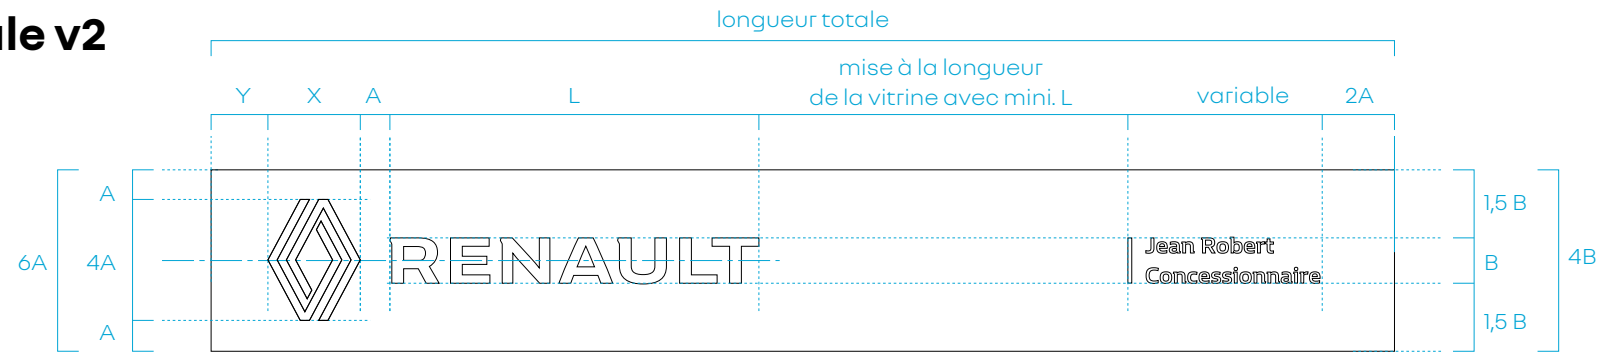 le v2
longueur totale
mise à la longueur
Y X A L de la vitrine avec mini. L variable 2A
A
1,5 B
6A 4A RENAULT Jean Robert
Concessionnaire
B 4B
A
1,5 B